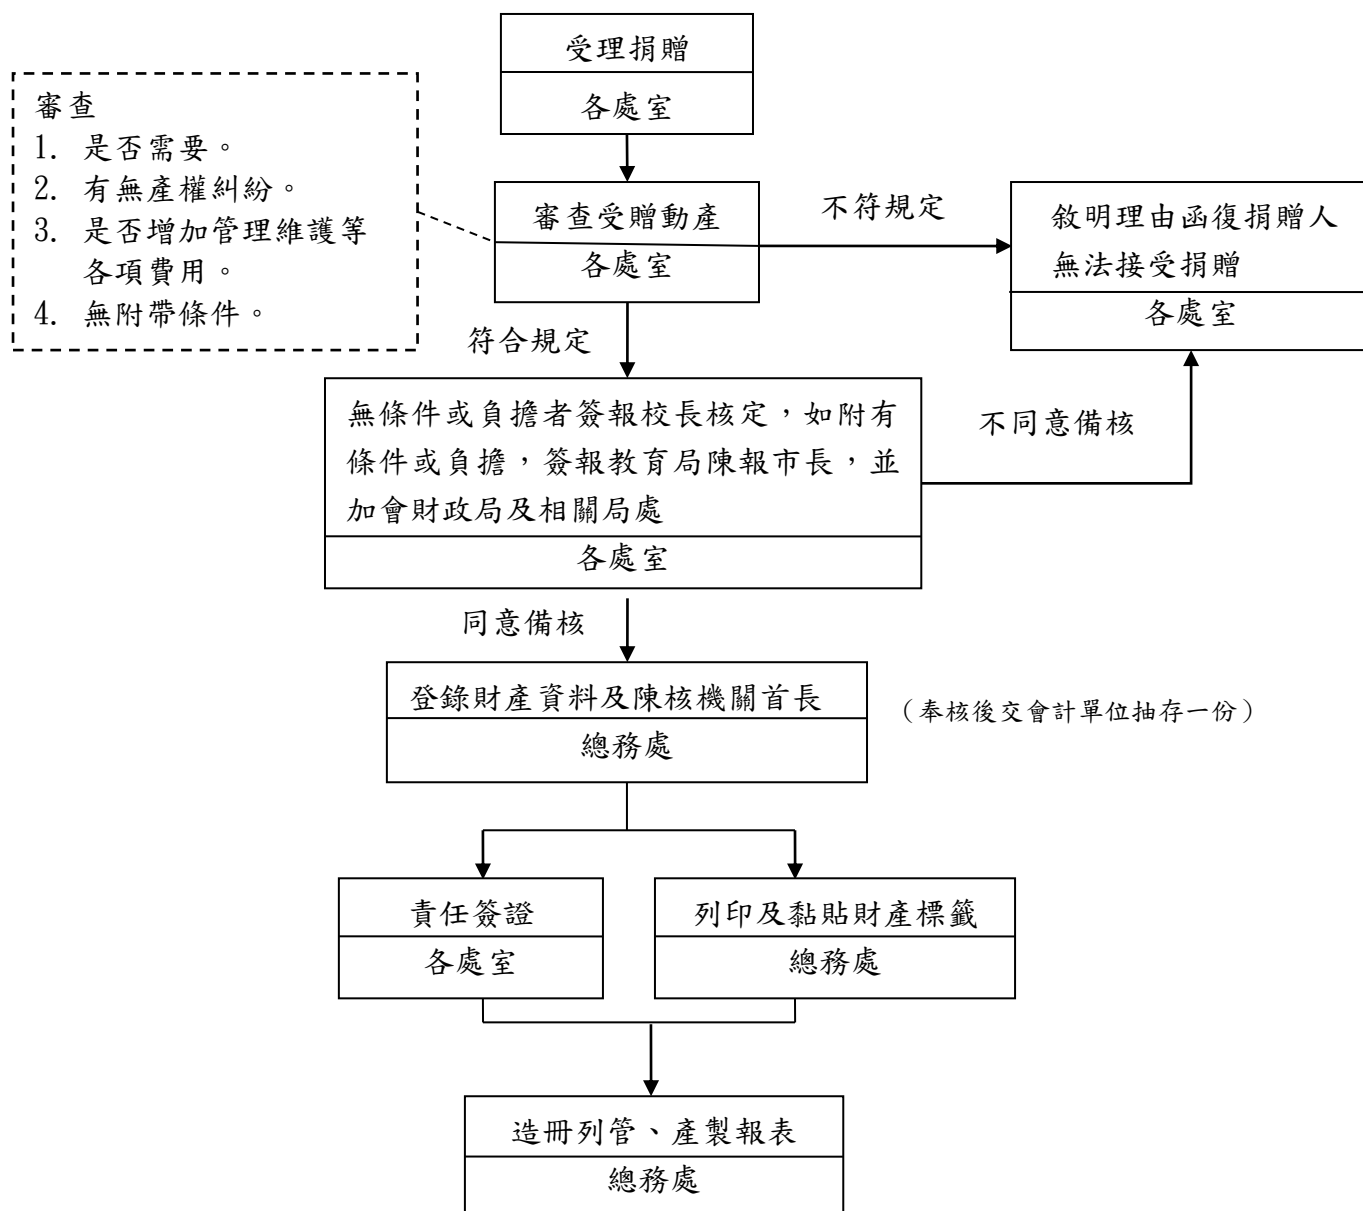 受理捐贈
各處室
審查
1. 是否需要。
2. 有無產權糾紛。
3. 是否增加管理維護等
各項費用。
4. 無附帶條件。
審查受贈動產
各處室
不符規定
敘明理由函復捐贈人
無法接受捐贈
各處室
符合規定
無條件或負擔者簽報校長核定，如附有
條件或負擔，簽報教育局陳報市長，並
加會財政局及相關局處
各處室
不同意備核
同意備核
登錄財產資料及陳核機關首長
總務處
（奉核後交會計單位抽存一份）
責任簽證
各處室
列印及黏貼財產標籤
總務處
造冊列管、產製報表
總務處